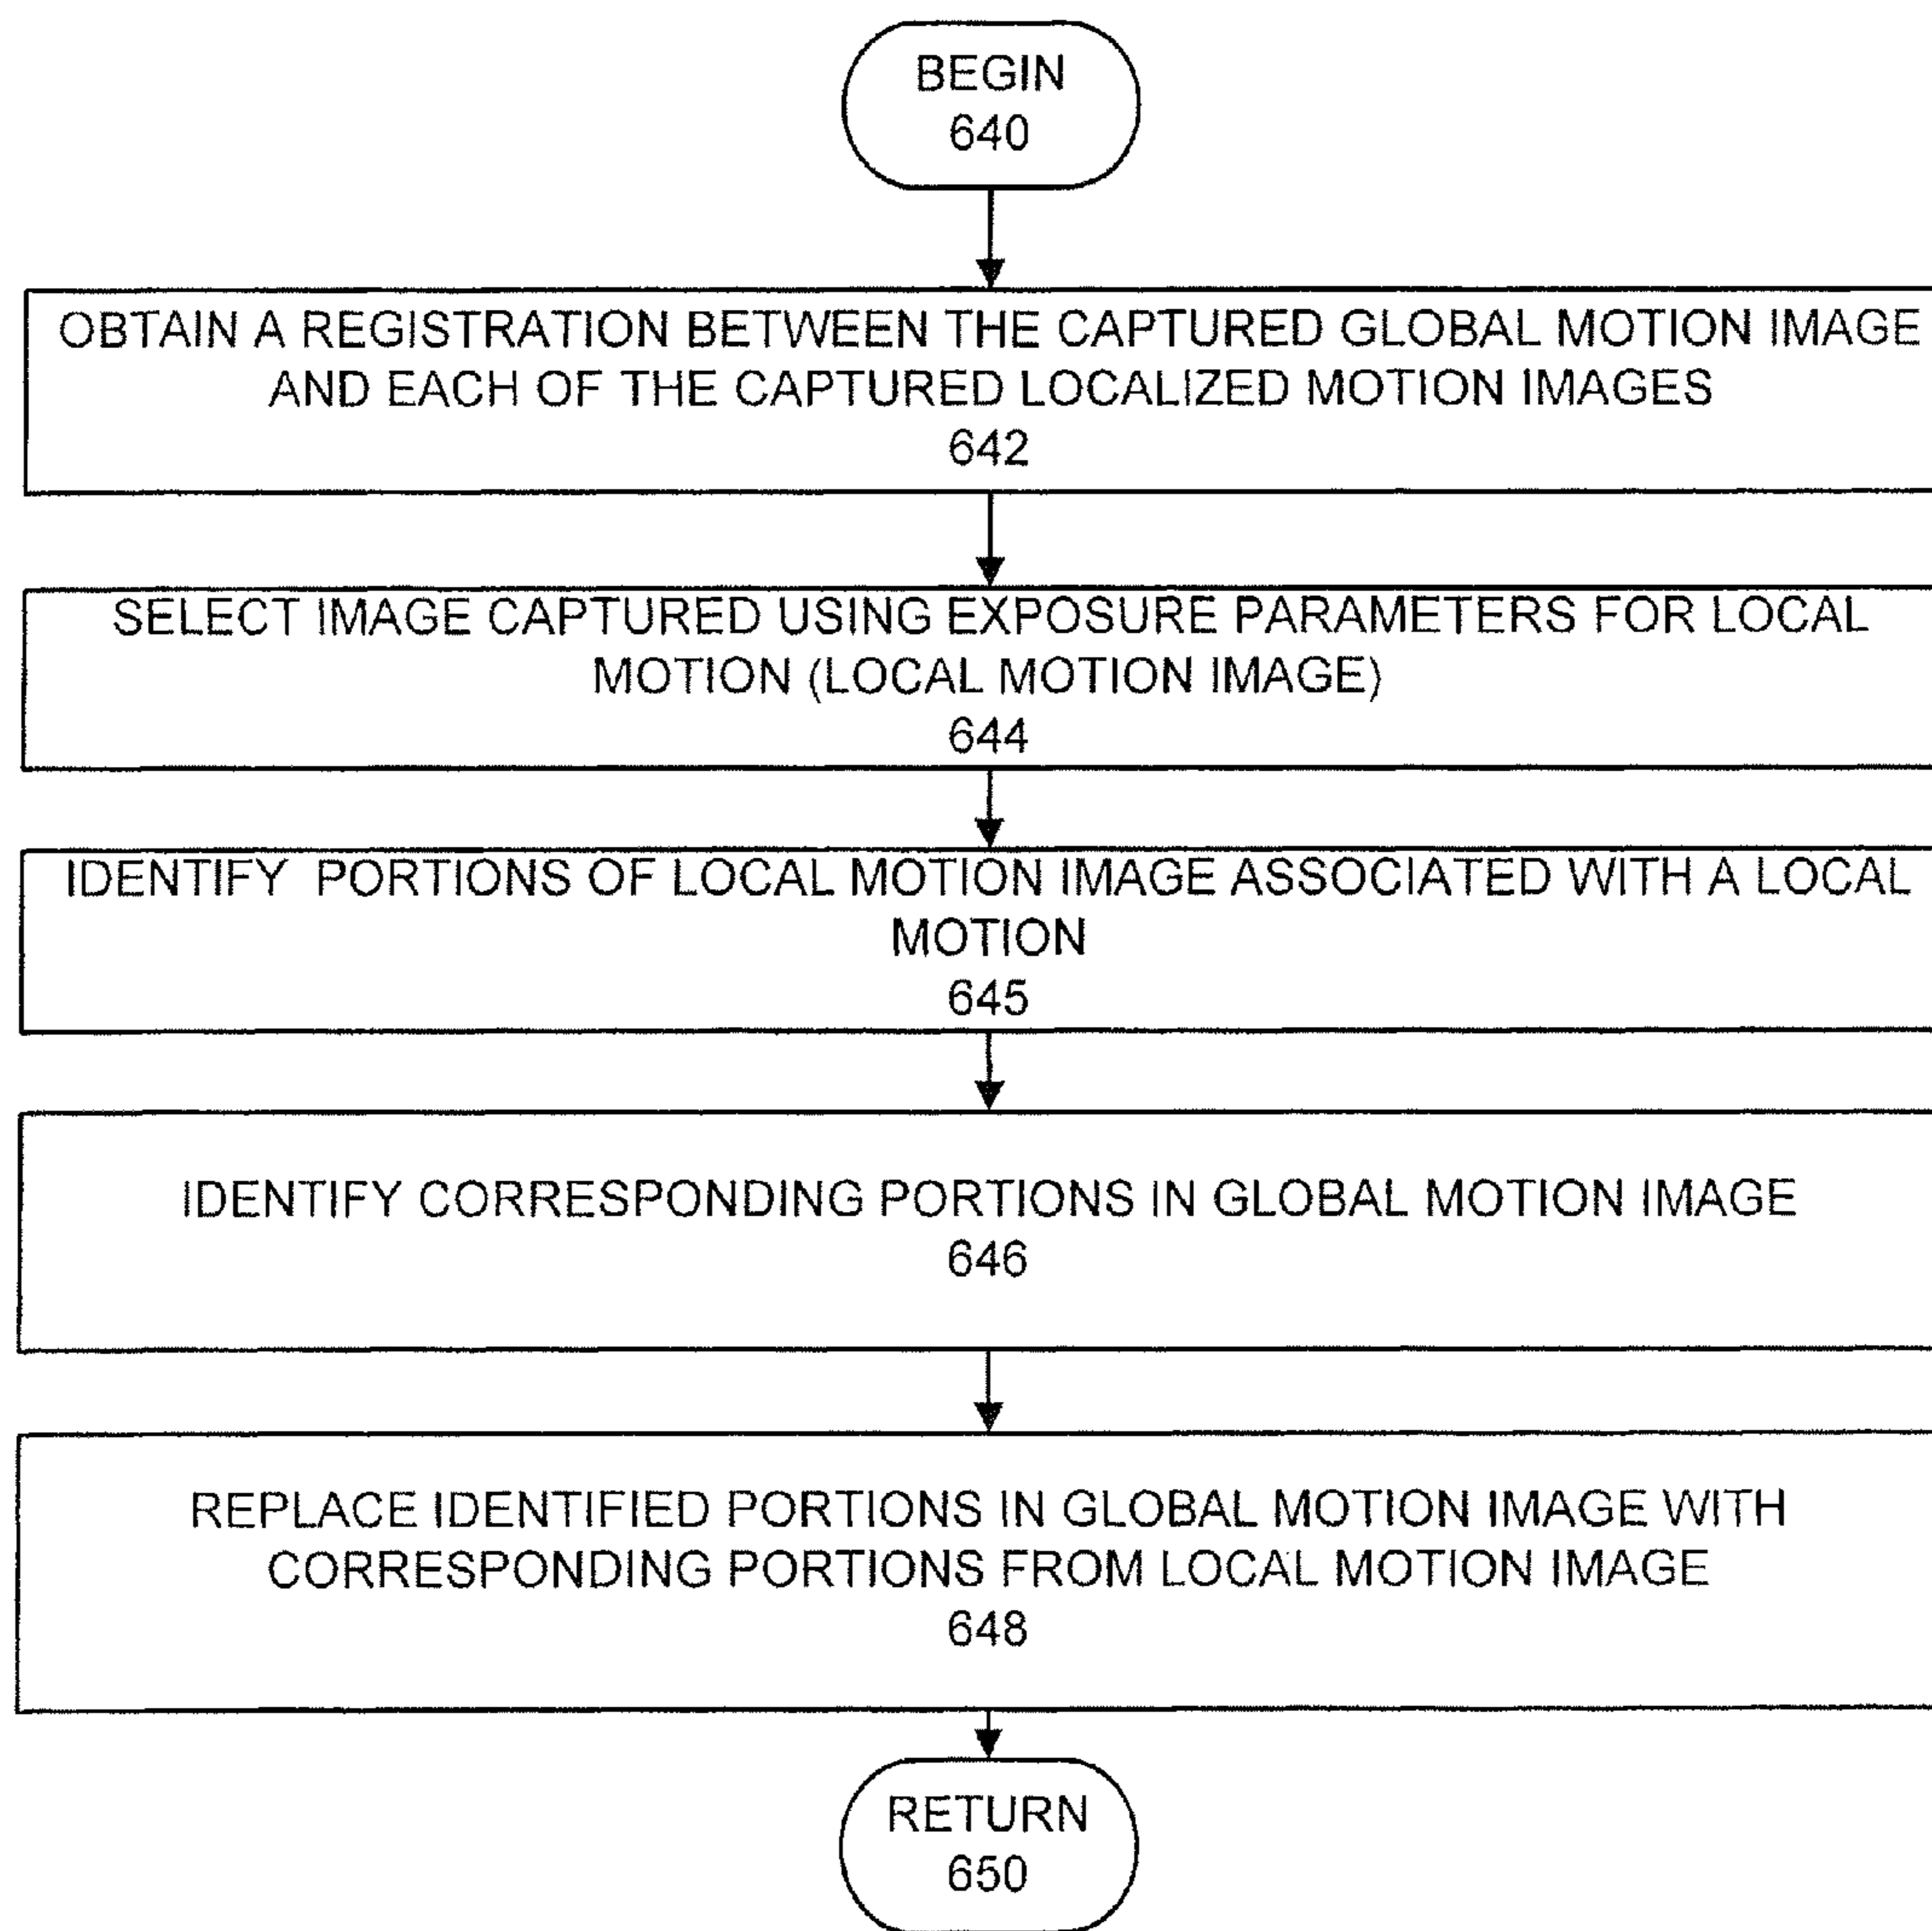 BEGIN
640
OBTAIN A REGISTRATION BETWEEN THE CAPTURED GLOBAL MOTION IMAGE
AND EACH OF THE CAPTURED LOCALIZED MOTION IMAGES
642
SELECT IMAGE CAPTURED USING EXPOSURE PARAMETERS FOR LOCAL
MOTION (LOCAL MOTION IMAGE)
644
IDENTIFY PORTIONS OF LOCAL MOTION IMAGE ASSOCIATED WITH A LOCAL
MOTION
645
IDENTIFY CORRESPONDING PORTIONS IN GLOBAL MOTION IMAGE
646
REPLACE IDENTIFIED PORTIONS IN GLOBAL MOTION IMAGE WITH
CORRESPONDING PORTIONS FROM LOCAL MOTION IMAGE
648
RETURN
650